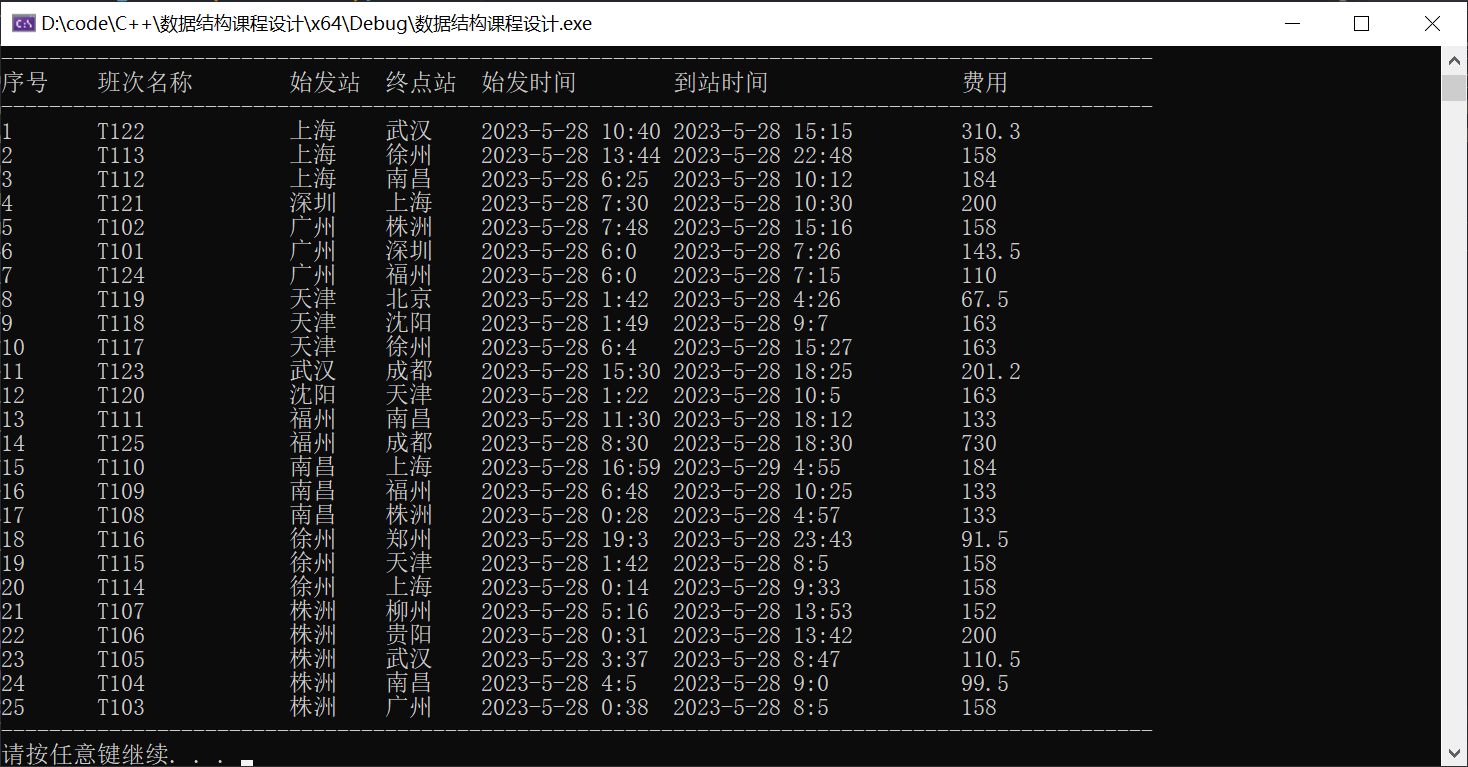 D:\code\C++\数据结构课程设计\x64\Debug\数据结构课程设计.exe
序号 班次名称 始发站 终点站 始发时间 到站时间 费用
1 T122 上海 武汉 2023-5-28 10:40 2023-5-28 15:15 310.3
2 T113 上海 徐州 2023-5-28 13:44 2023-5-28 22:48 158
3 T112 上海 南昌 2023-5-28 6:25 2023-5-28 10:12 184
4 T121 深圳 上海 2023-5-28 7:30 2023-5-28 10:30 200
5 T102 广州 株洲 2023-5-28 7:48 2023-5-28 15:16 158
6 T101 广州 深圳 2023-5-28 6:0 2023-5-28 7:26 143.5
7 T124 广州 福州 2023-5-28 6:0 2023-5-28 7:15 110
8 T119 天津 北京 2023-5-28 1:42 2023-5-28 4:26 67.5
9 T118 天津 沈阳 2023-5-28 1:49 2023-5-28 9:7 163
10 T117 天津 徐州 2023-5-28 6:4 2023-5-28 15:27 163
11 T123 武汉 成都 2023-5-28 15:30 2023-5-28 18:25 201.2
12 T120 沈阳 天津 2023-5-28 1:22 2023-5-28 10:5 163
13 T111 福州 南昌 2023-5-28 11:30 2023-5-28 18:12 133
14 T125 福州 成都 2023-5-28 8:30 2023-5-28 18:30 730
15 T110 南昌 上海 2023-5-28 16:59 2023-5-29 4:55 184
16 T109 南昌 福州 2023-5-28 6:48 2023-5-28 10:25 133
17 T108 南昌 株洲 2023-5-28 0:28 2023-5-28 4:57 133
18 T116 徐州 郑州 2023-5-28 19:3 2023-5-28 23:43 91.5
19 T115 徐州 天津 2023-5-28 1:42 2023-5-28 8:5 158
20 T114 徐州 上海 2023-5-28 0:14 2023-5-28 9:33 158
21 T107 株洲 柳州 2023-5-28 5:16 2023-5-28 13:53 152
22 T106 株洲 贵阳 2023-5-28 0:31 2023-5-28 13:42 200
23 T105 株洲 武汉 2023-5-28 3:37 2023-5-28 8:47 110.5
24 T104 株洲 南昌 2023-5-28 4:5 2023-5-28 9:0 99.5
25 T103 株洲 广州 2023-5-28 0:38 2023-5-28 8:5 158
请按任意键继续. . .